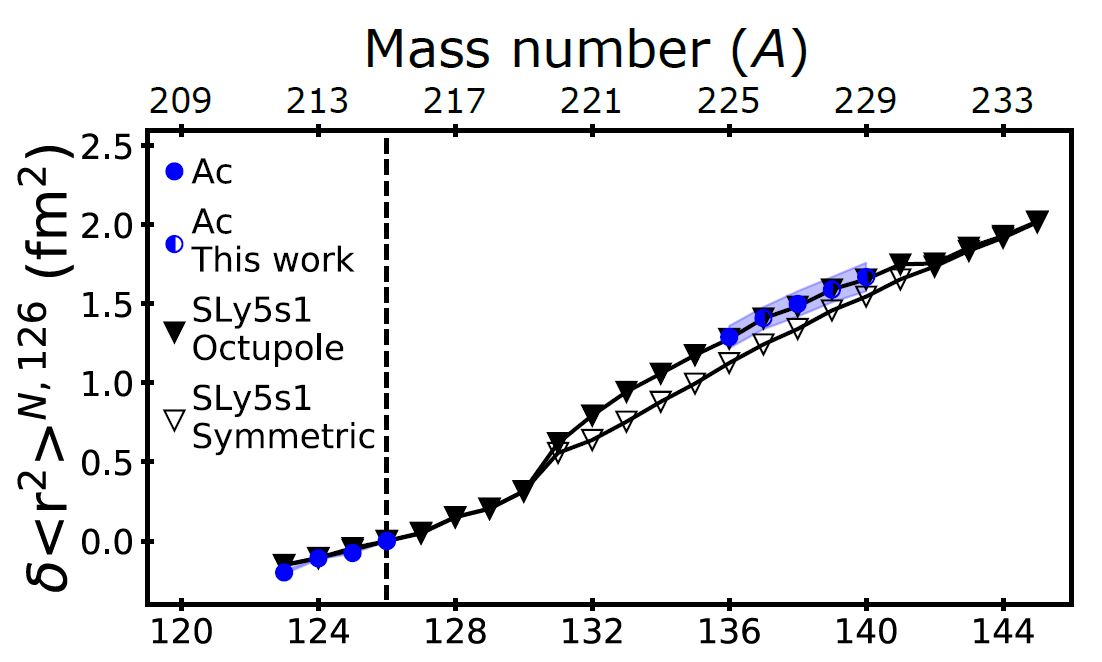 Mass number (A)
209 213 217 221 225 229 233
δ<r²>ᴺ,¹²⁶ (fm²)
2.5
2.0
1.5
1.0
0.5
0.0
Ac
Ac
This work
SLy5s1
Octupole
SLy5s1
Symmetric
120 124 128 132 136 140 144